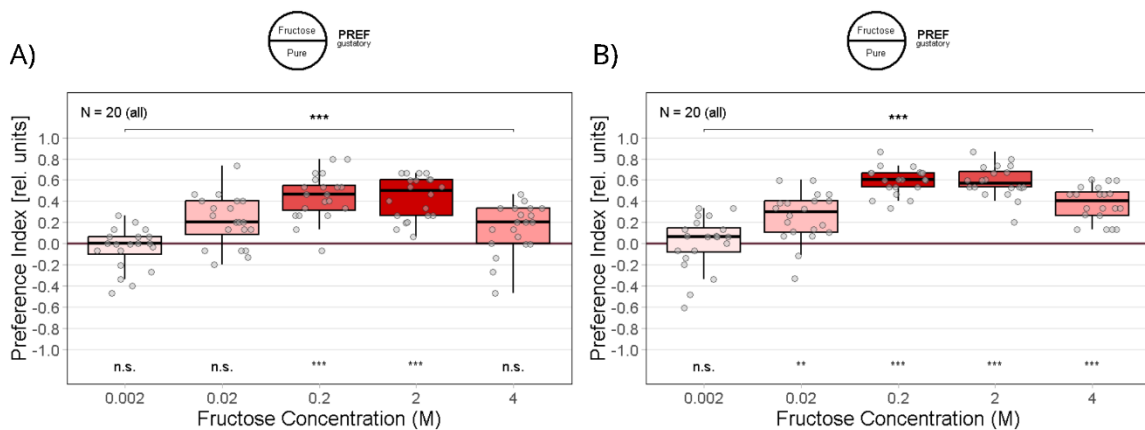 A)
Fructose
Pure
PREF
gustatory
N = 20 (all)
***
Preference Index [rel. units]
1.0
0.8
0.6
0.4
0.2
0.0
-0.2
-0.4
-0.6
-0.8
-1.0
n.s. n.s. *** *** n.s.
0.002 0.02 0.2 2 4
Fructose Concentration (M)
B)
Fructose
Pure
PREF
gustatory
N = 20 (all)
***
Preference Index [rel. units]
1.0
0.8
0.6
0.4
0.2
0.0
-0.2
-0.4
-0.6
-0.8
-1.0
n.s. ** *** *** ***
0.002 0.02 0.2 2 4
Fructose Concentration (M)